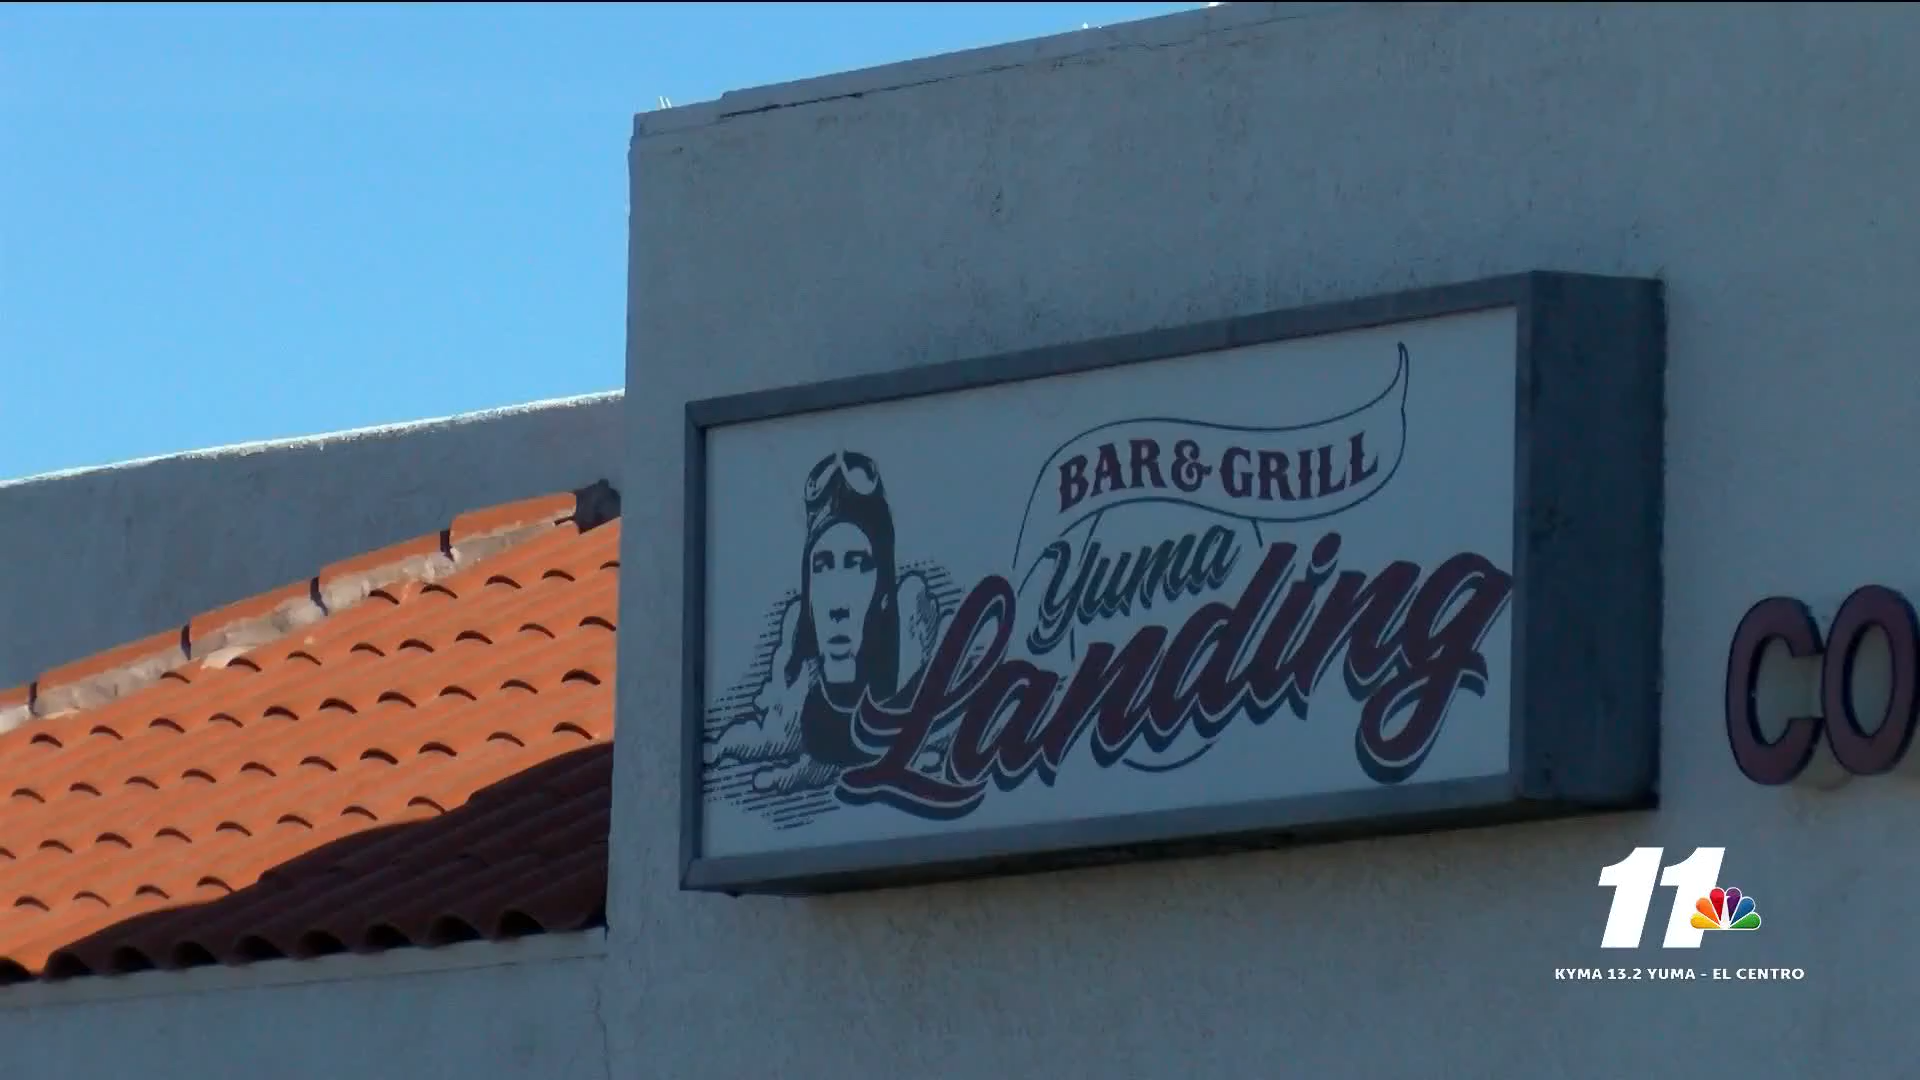 BAR & GRILL
Yuma
Landing
CO
11
KYMA 13.2 YUMA - EL CENTRO